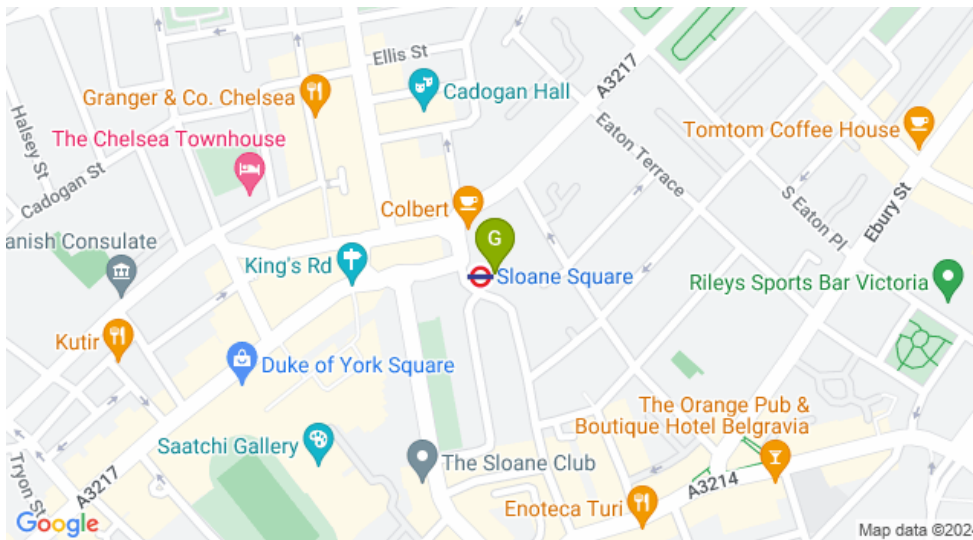 Ellis St
A3217
Granger & Co. Chelsea
Cadogan Hall
Halsey St
The Chelsea Townhouse
Eaton Terrace
Tomtom Coffee House
Cadogan St
Colbert
S Eaton Pl
Ebury St
anish Consulate
G
King's Rd
Sloane Square
Rileys Sports Bar Victoria
Kutir
Duke of York Square
The Orange Pub &
Boutique Hotel Belgravia
Saatchi Gallery
The Sloane Club
Tryon St
A3217
A3214
Enoteca Turi
Google
Map data ©2024